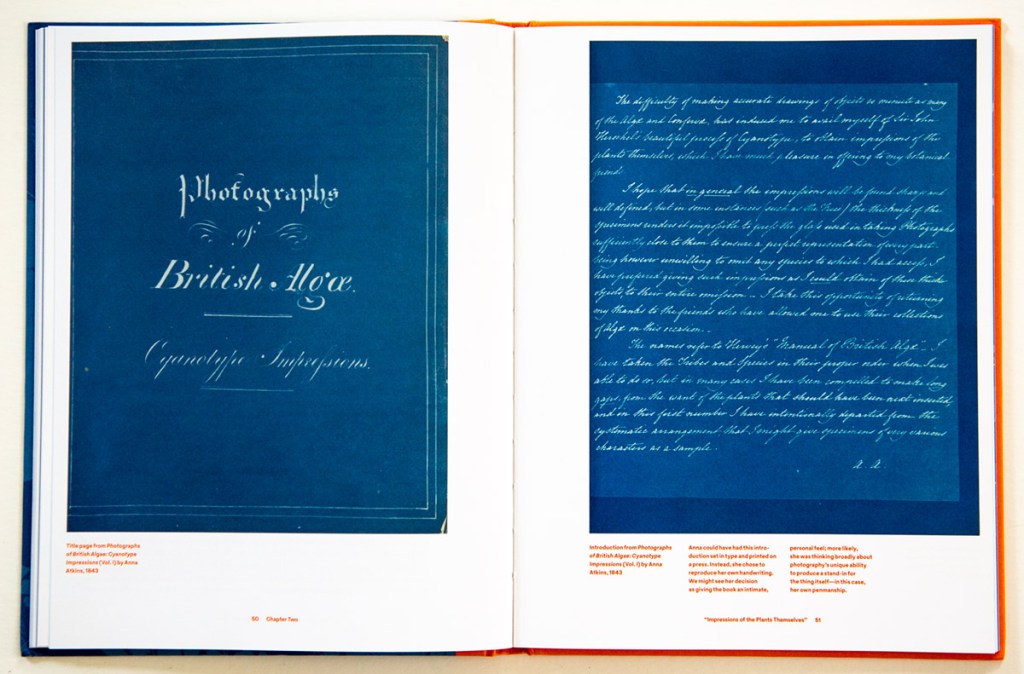 Photographs
of
British Algæ.
Cyanotype Impressions.
Title page from Photographs
of British Algae: Cyanotype
Impressions (Vol. I) by Anna
Atkins, 1843
50 Chapter Two
The difficulty of making accurate drawings of objects so minute as many
of the Algæ and Confervæ, has induced me to avail myself of Sir John
Herschel's beautiful process of Cyanotype, to obtain impressions of the
plants themselves, which I have much pleasure in offering to my botanical
friends.
I hope that in general the impressions will be found sharp and
well defined, but in some instances (such as the Fuci) the thickness of the
specimens renders it impossible to press the glass used in taking Photographs
sufficiently close to them to ensure a perfect representation of every part.
Being however unwilling to omit any species to which I had access, I
have preferred giving such impressions as I could obtain of these thick
objects, to their entire omission – I take this opportunity of returning
my thanks to the friends who have allowed me to use their collections
of Algæ on this occasion.
The names refer to Harvey's "Manual of British Algæ" – I
have taken the Tribes and Species in their proper order when I was
able to do so, but in many cases I have been compelled to make long
gaps, from the want of the plants that should have been next inserted,
and in this first number I have intentionally departed from the
systematic arrangement that I might give specimens of very various
characters as a sample.
A. A.
Introduction from Photographs
of British Algae: Cyanotype
Impressions (Vol. I) by Anna
Atkins, 1843
Anna could have had this intro-
duction set in type and printed on
a press. Instead, she chose to
reproduce her own handwriting.
We might see her decision
as giving the book an intimate,
personal feel; more likely,
she was thinking broadly about
photography's unique ability
to produce a stand-in for
the thing itself—in this case,
her own penmanship.
"Impressions of the Plants Themselves" 51